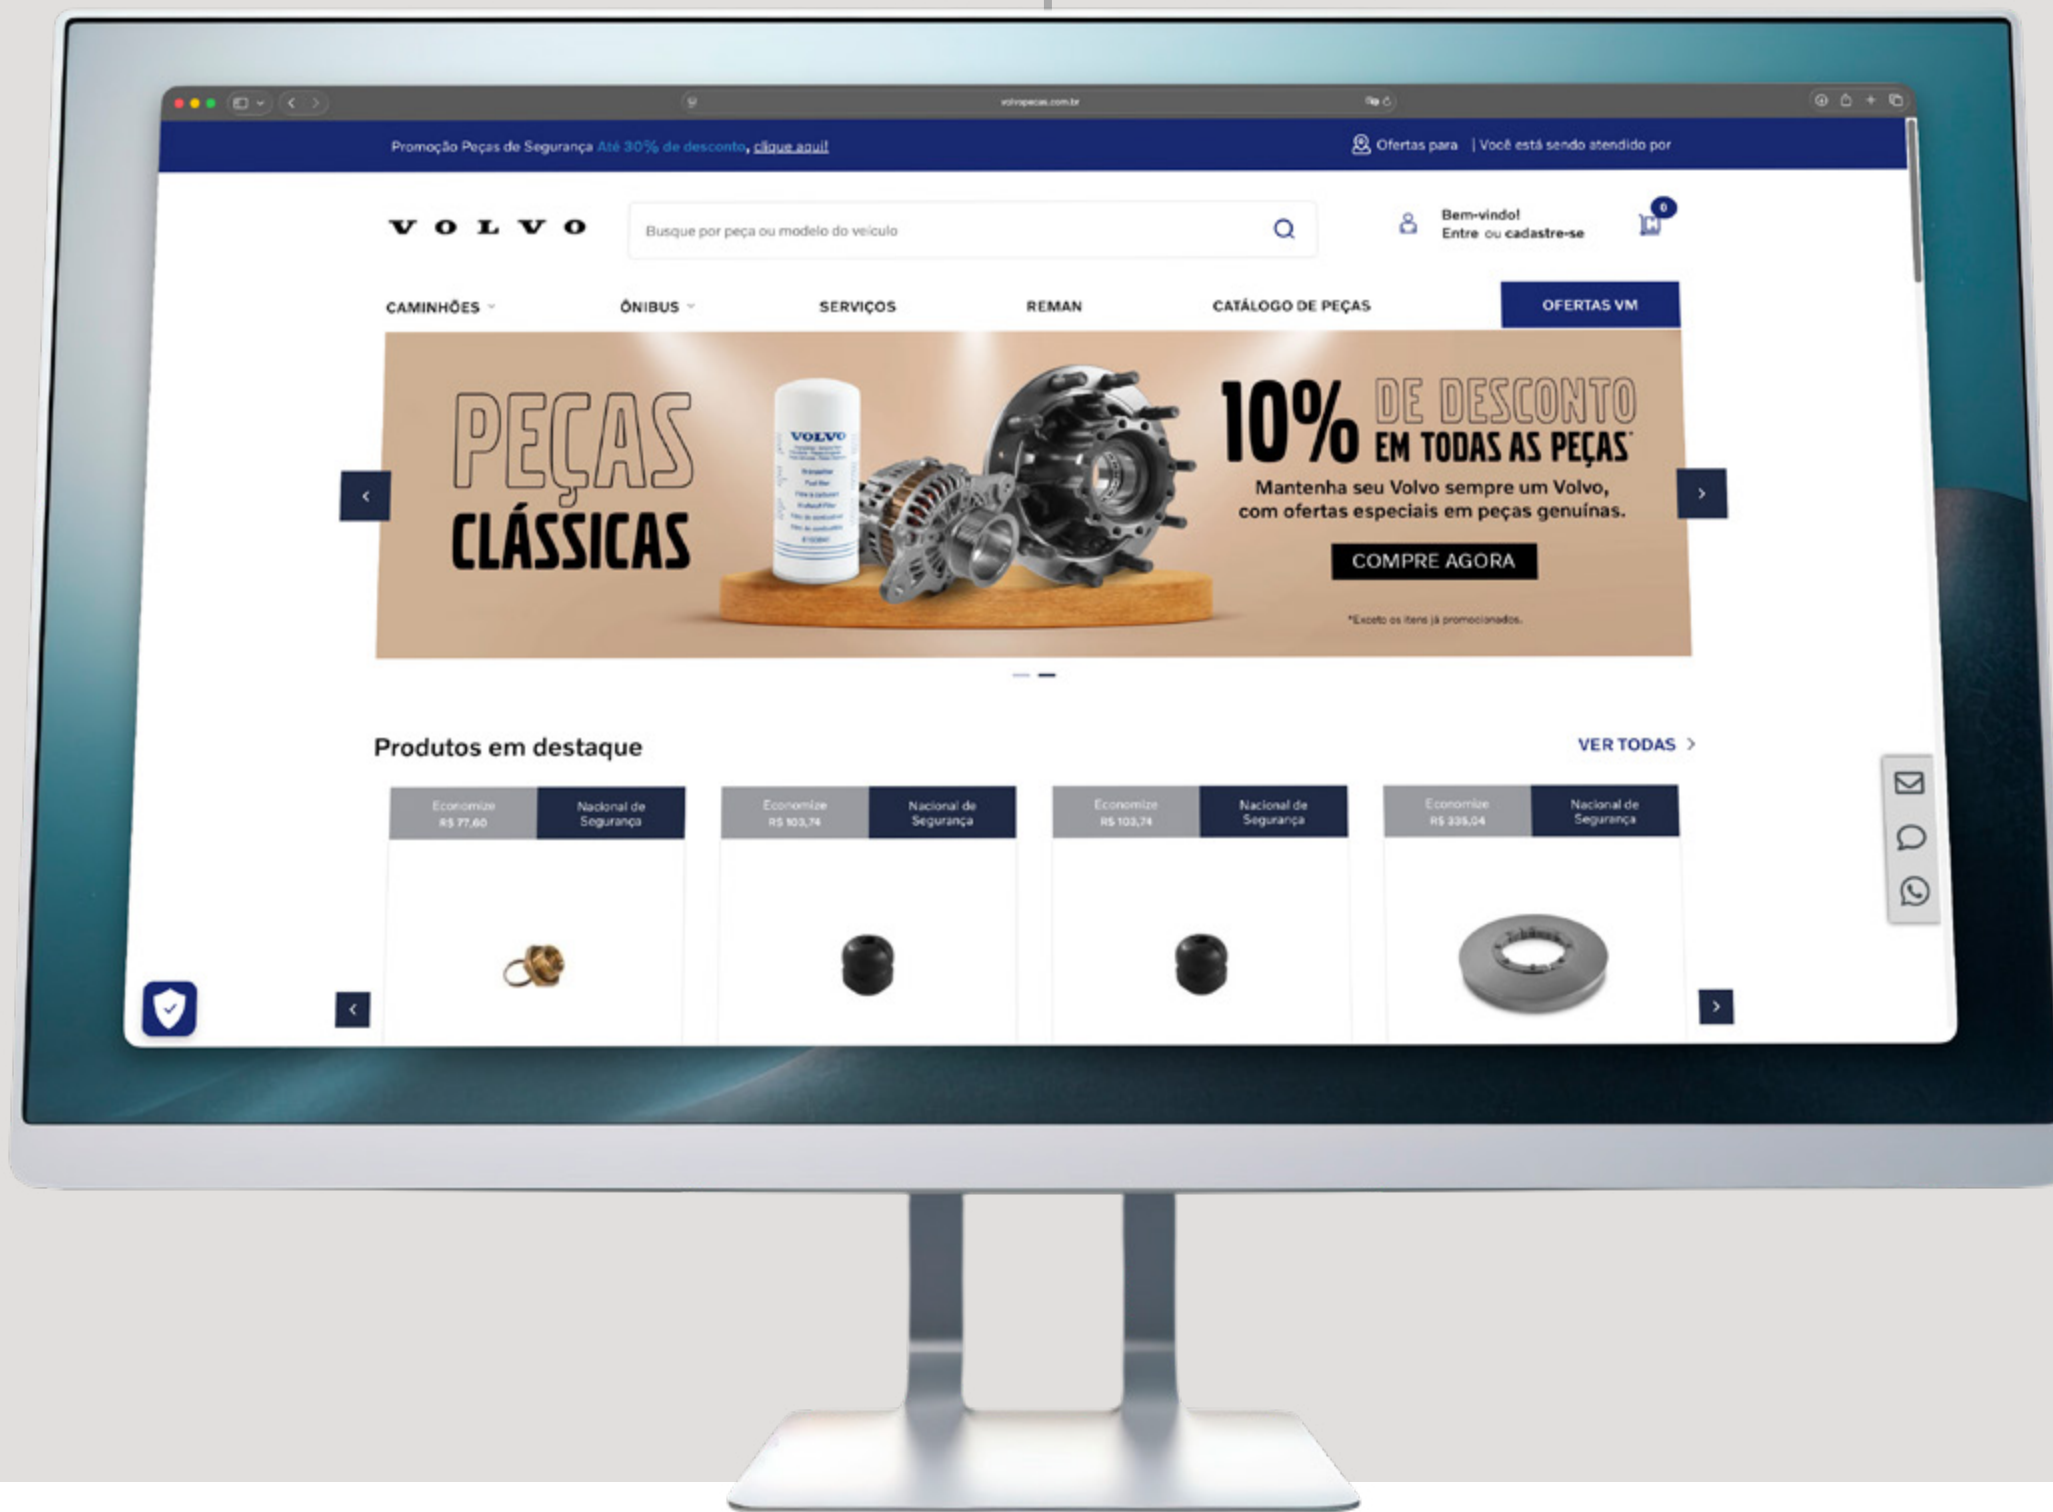 volvopecas.com.br
Promoção Peças de Segurança Até 30% de desconto, clique aqui!
Ofertas para | Você está sendo atendido por
VOLVO
Busque por peça ou modelo do veículo
Bem-vindo!
Entre ou cadastre-se
0
CAMINHÕES
ÔNIBUS
SERVIÇOS
REMAN
CATÁLOGO DE PEÇAS
OFERTAS VM
PEÇAS
CLÁSSICAS
VOLVO
Fuel filter
10% DE DESCONTO
EM TODAS AS PEÇAS*
Mantenha seu Volvo sempre um Volvo,
com ofertas especiais em peças genuínas.
COMPRE AGORA
*Exceto os itens já promocionados.
Produtos em destaque
VER TODAS
Economize
R$ 77,60
Nacional de
Segurança
Economize
R$ 103,74
Nacional de
Segurança
Economize
R$ 103,74
Nacional de
Segurança
Economize
R$ 335,04
Nacional de
Segurança